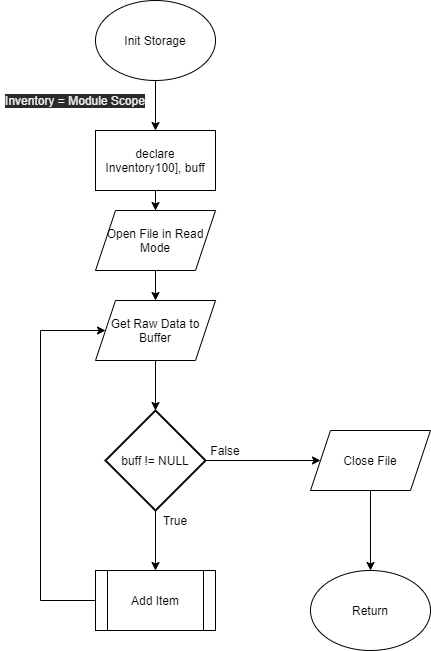 Init Storage
Inventory = Module Scope
declare
Inventory100], buff
Open File in Read
Mode
Get Raw Data to
Buffer
buff != NULL
False
Close File
True
Add Item
Return